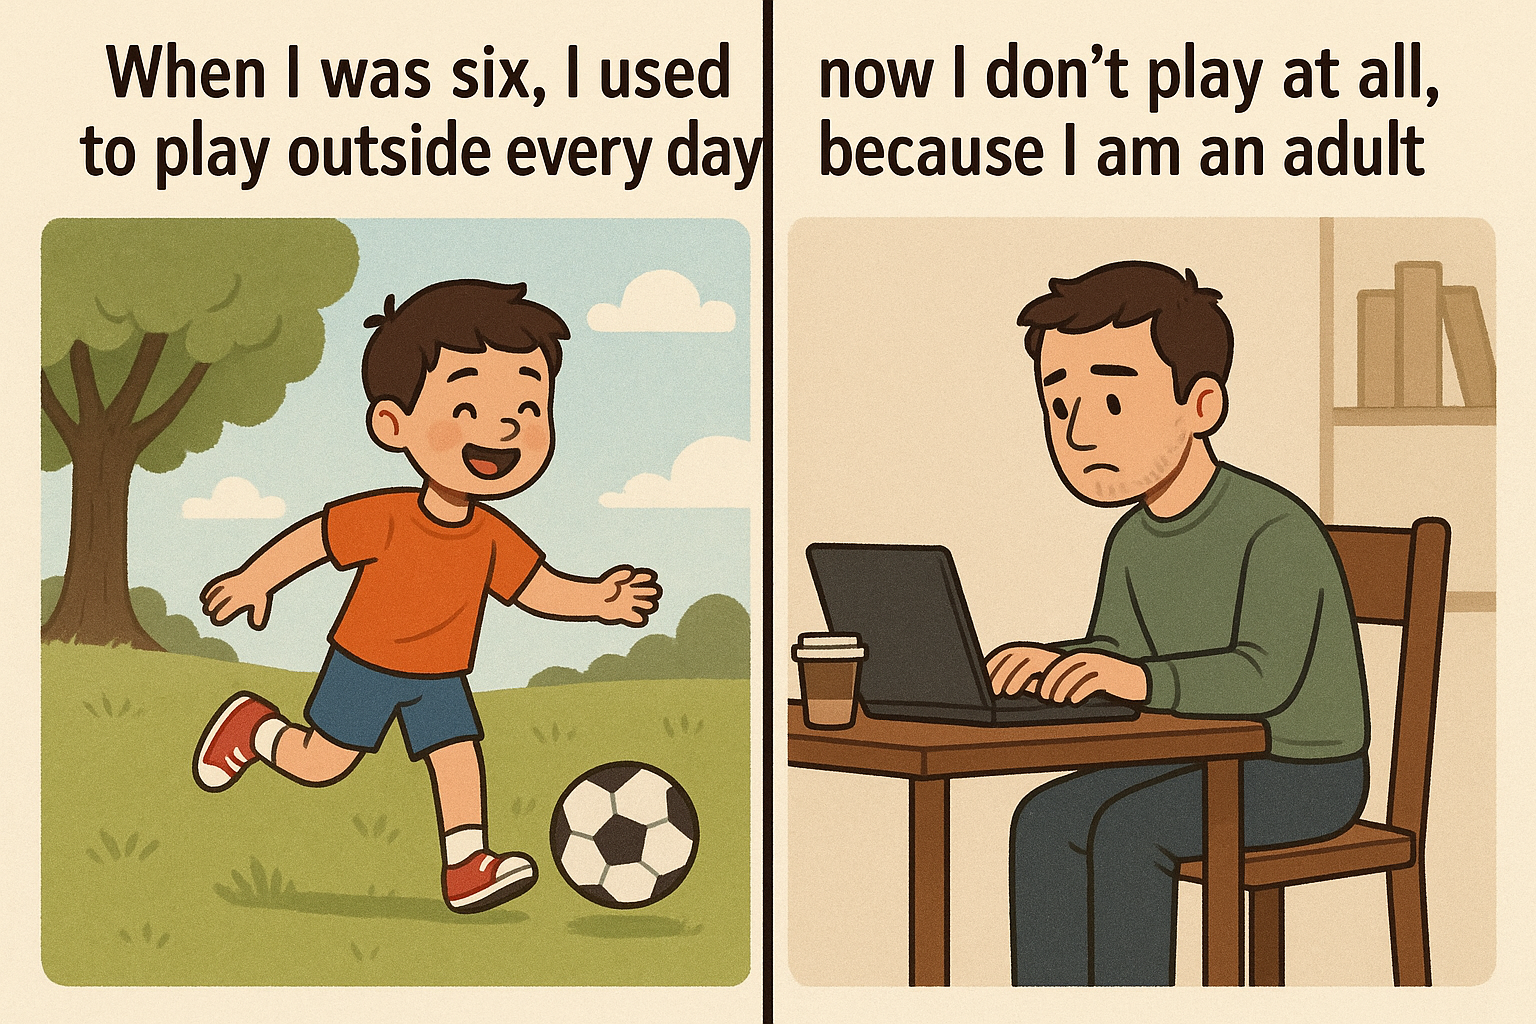 When I was six, I used
to play outside every day
now I don't play at all,
because I am an adult